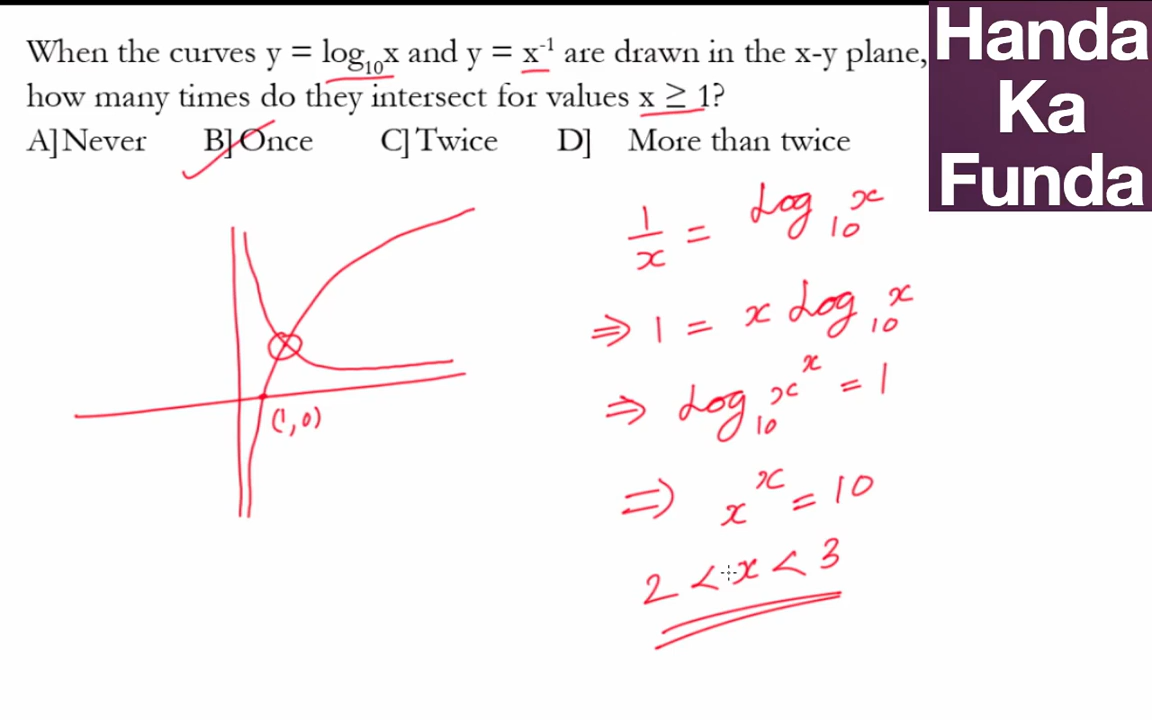 When the curves y = log₁₀x and y = x⁻¹ are drawn in the x-y plane,
how many times do they intersect for values x ≥ 1?
A] Never B] Once C] Twice D] More than twice
Handa
Ka
Funda
(1,0)
1/x = Log₁₀ x
⇒ 1 = x Log₁₀ x
⇒ Log₁₀ xˣ = 1
⇒ xˣ = 10
2 < x < 3